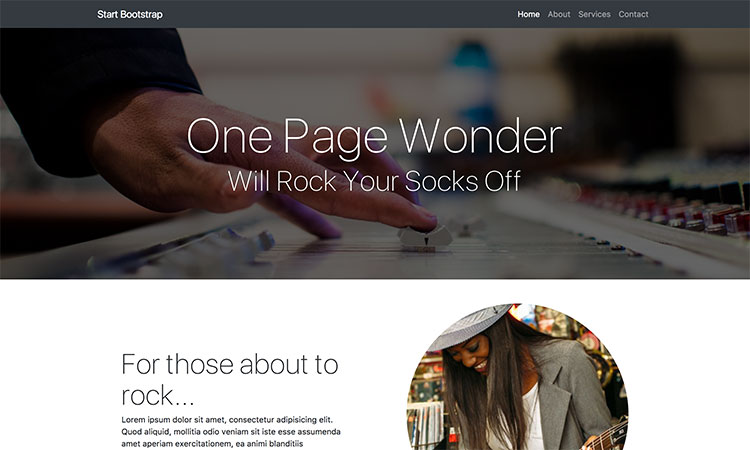 Start Bootstrap
Home About Services Contact
One Page Wonder
Will Rock Your Socks Off
For those about to
rock...
Lorem ipsum dolor sit amet, consectetur adipisicing elit.
Quod aliquid, mollitia odio veniam sit iste esse assumenda
amet aperiam exercitationem, ea animi blanditiis